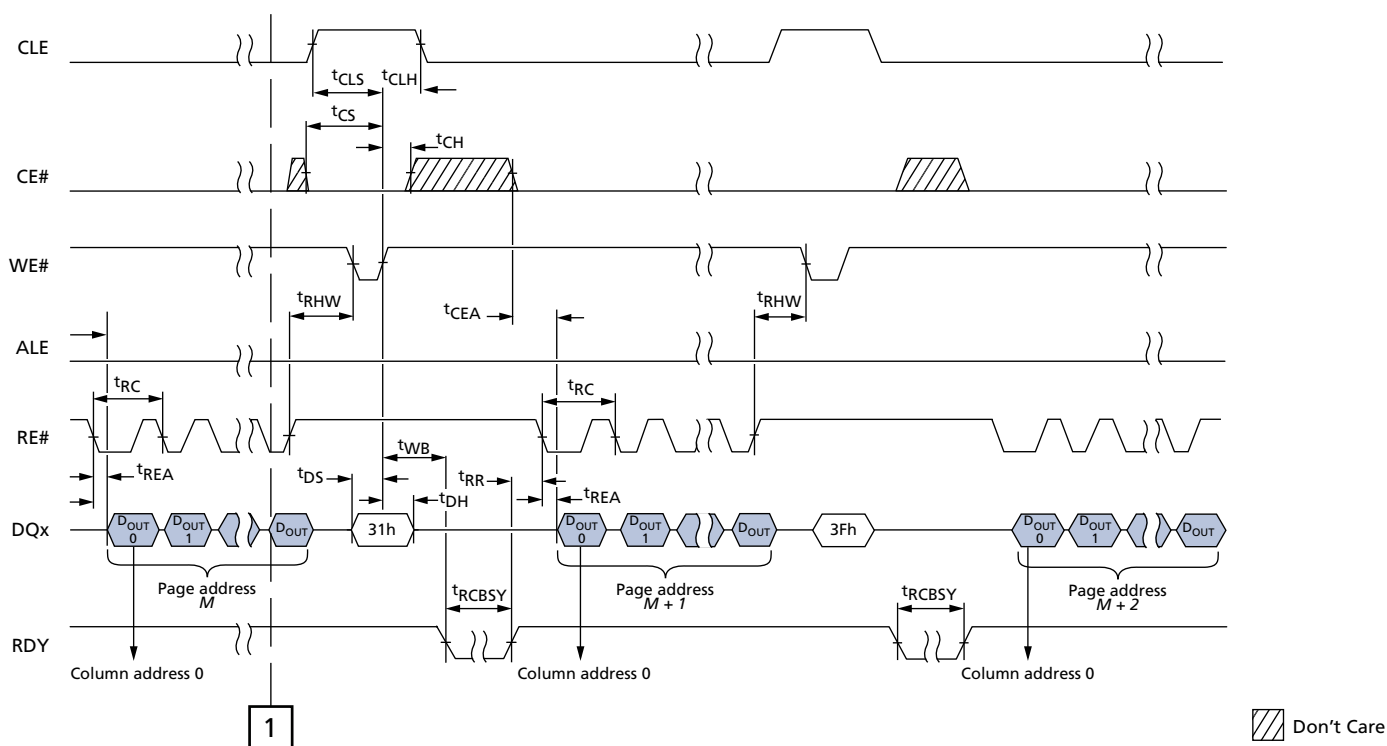 CLE
tCLS
tCLH
tCS
tCH
CE#
WE#
tRHW
tCEA
tRHW
ALE
tRC
tRC
RE#
tWB
tREA
tDS
tRR
tDH
tREA
DQx
DOUT 0
DOUT 1
DOUT
31h
DOUT 0
DOUT 1
DOUT
3Fh
DOUT 0
DOUT 1
DOUT
Page address
M
Page address
M + 1
Page address
M + 2
tRCBSY
tRCBSY
RDY
Column address 0
Column address 0
Column address 0
1
Don't Care